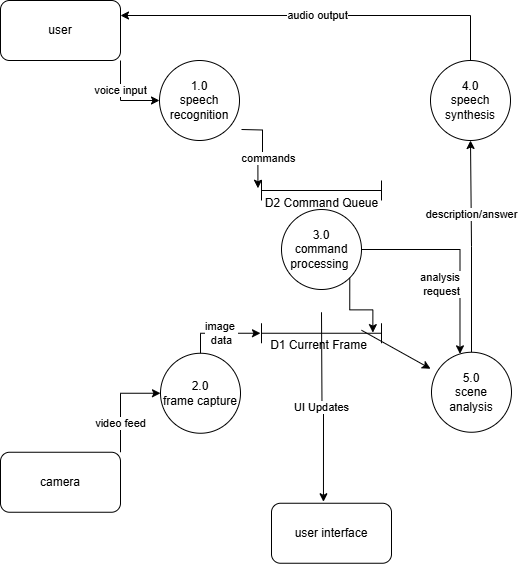 audio output
user
voice input
1.0
speech
recognition
4.0
speech
synthesis
commands
D2 Command Queue
description/answer
3.0
command
processing
analysis
request
image
data
D1 Current Frame
2.0
frame capture
5.0
scene
analysis
UI Updates
video feed
camera
user interface